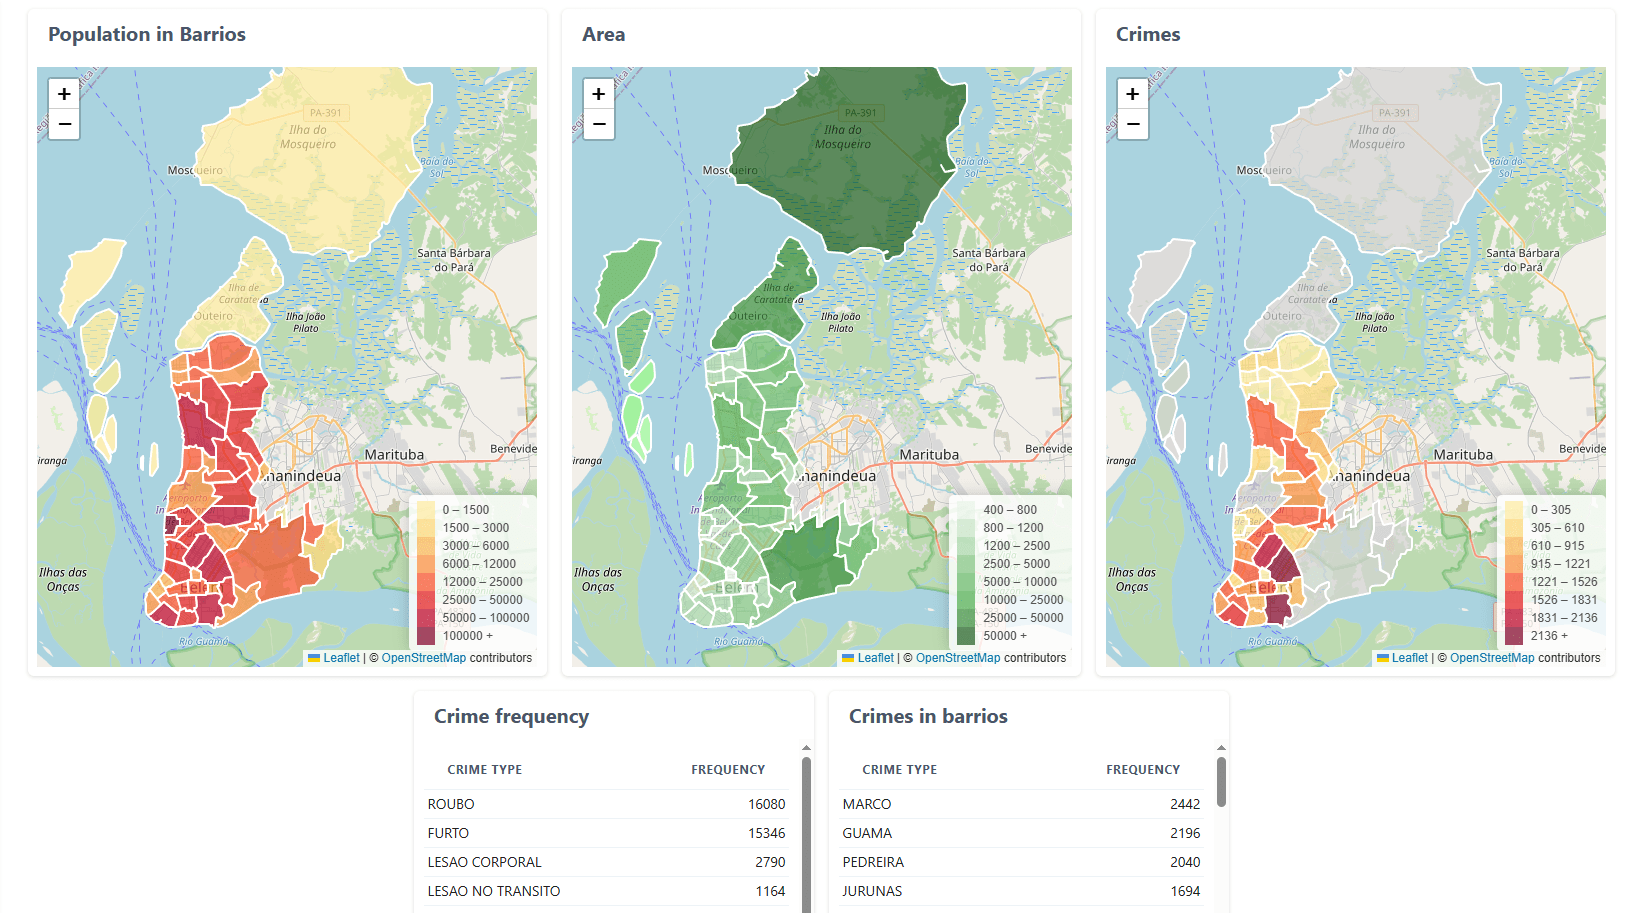 Population in Barrios
+
−
PA-391
Ilha do
Mosqueiro
Mosqueiro
Baía do
Sol
Santa Bárbara
do Pará
Ilha de
Caratateua
Outeiro
Ilha João
Pilato
Marituba
Benevide
iranga
nanindeua
Aeroporto
Ilhas das
Onças
Belém
Rio Guamá
0 – 1500
1500 – 3000
3000 – 6000
6000 – 12000
12000 – 25000
25000 – 50000
50000 – 100000
100000 +
Leaflet | © OpenStreetMap contributors
Area
+
−
PA-391
Ilha do
Mosqueiro
Mosqueiro
Baía do
Sol
Santa Bárbara
do Pará
Ilha de
Caratateua
Outeiro
Ilha João
Pilato
Marituba
Benevide
iranga
nanindeua
Aeroporto
Ilhas das
Onças
Belém
Rio Guamá
400 – 800
800 – 1200
1200 – 2500
2500 – 5000
5000 – 10000
10000 – 25000
25000 – 50000
50000 +
Leaflet | © OpenStreetMap contributors
Crimes
+
−
PA-391
Ilha do
Mosqueiro
Mosqueiro
Baía do
Sol
Santa Bárbara
do Pará
Ilha de
Caratateua
Outeiro
Ilha João
Pilato
Marituba
Benevide
iranga
nanindeua
Aeroporto
Ilhas das
Onças
Belém
Rio Guamá
0 – 305
305 – 610
610 – 915
915 – 1221
1221 – 1526
1526 – 1831
1831 – 2136
2136 +
Leaflet | © OpenStreetMap contributors
Crime frequency
CRIME TYPE FREQUENCY
ROUBO 16080
FURTO 15346
LESAO CORPORAL 2790
LESAO NO TRANSITO 1164
Crimes in barrios
CRIME TYPE FREQUENCY
MARCO 2442
GUAMA 2196
PEDREIRA 2040
JURUNAS 1694